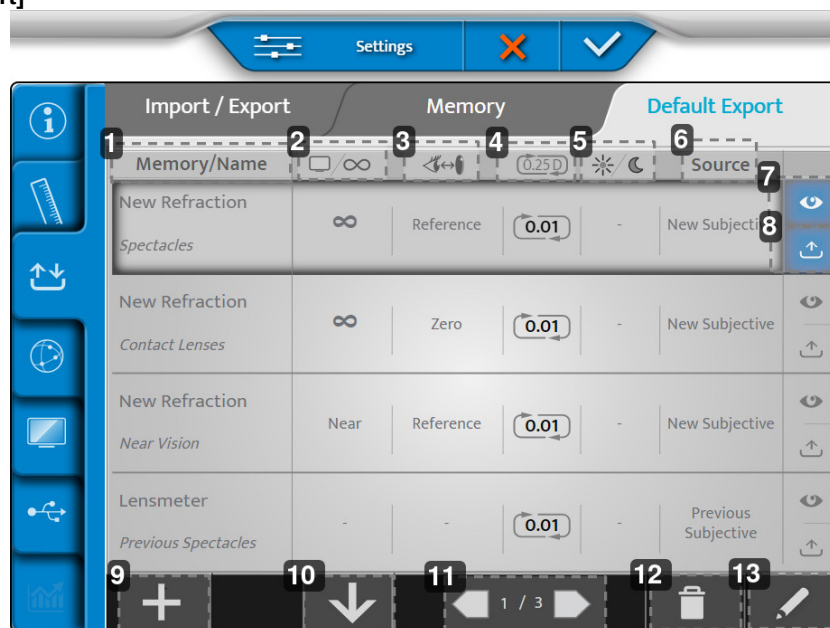 ft]
Settings
Import / Export
Memory
Default Export
1 2 3 4 5 6
Memory/Name
0.25 D
Source
7
New Refraction
Spectacles
∞
Reference
0.01
-
New Subjecti
8
New Refraction
Contact Lenses
∞
Zero
0.01
-
New Subjective
New Refraction
Near Vision
Near
Reference
0.01
-
New Subjective
Lensmeter
Previous Spectacles
-
-
0.01
-
Previous
Subjective
9 10 11 12 13
1 / 3